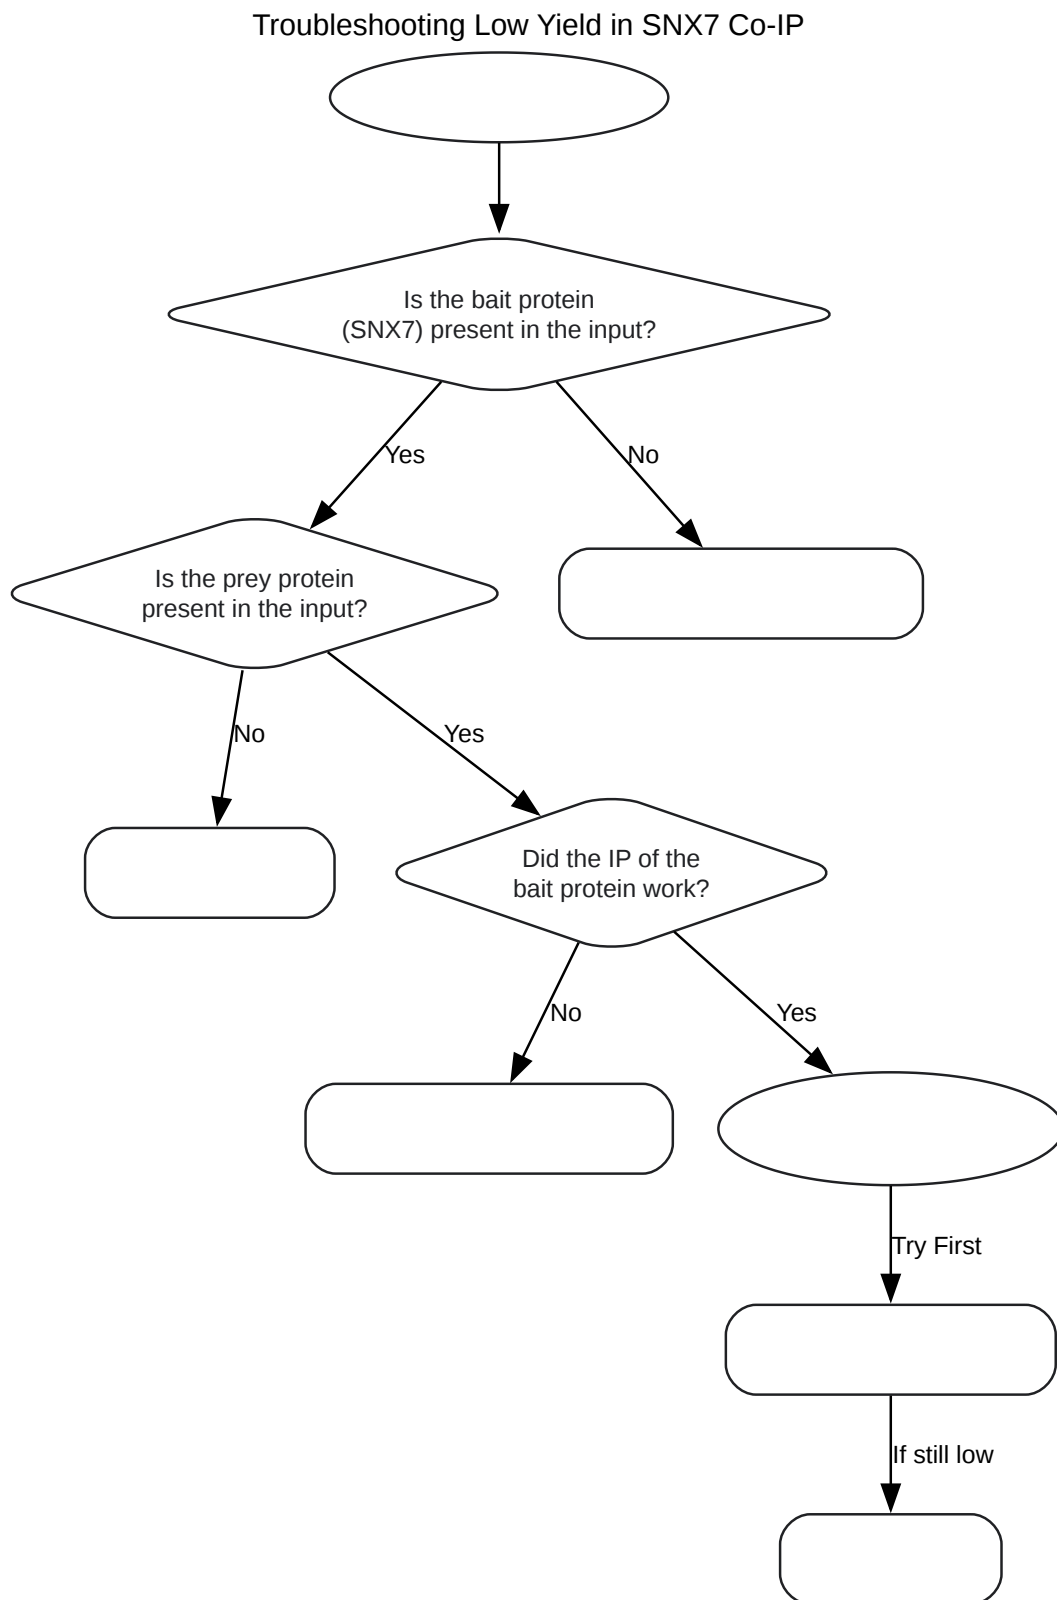 Troubleshooting Low Yield in SNX7 Co-IP
Is the bait protein
(SNX7) present in the input?
Yes
No
Is the prey protein
present in the input?
No
Yes
Did the IP of the
bait protein work?
No
Yes
Try First
If still low